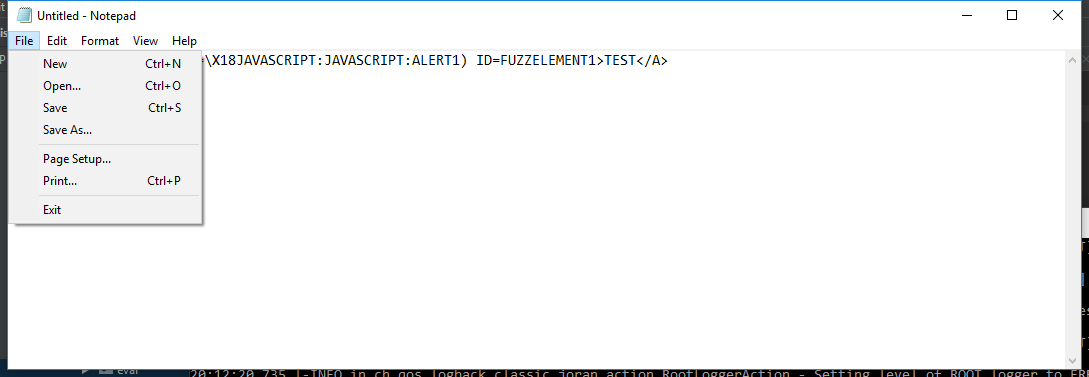 Untitled - Notepad
File Edit Format View Help
=\X18JAVASCRIPT:JAVASCRIPT:ALERT1) ID=FUZZELEMENT1>TEST</A>
New Ctrl+N
Open... Ctrl+O
Save Ctrl+S
Save As...
Page Setup...
Print... Ctrl+P
Exit
eval
20:12:20,735 |-INFO in ch.qos.logback.classic.joran.action.RootLoggerAction - Setting level of ROOT logger to ERR